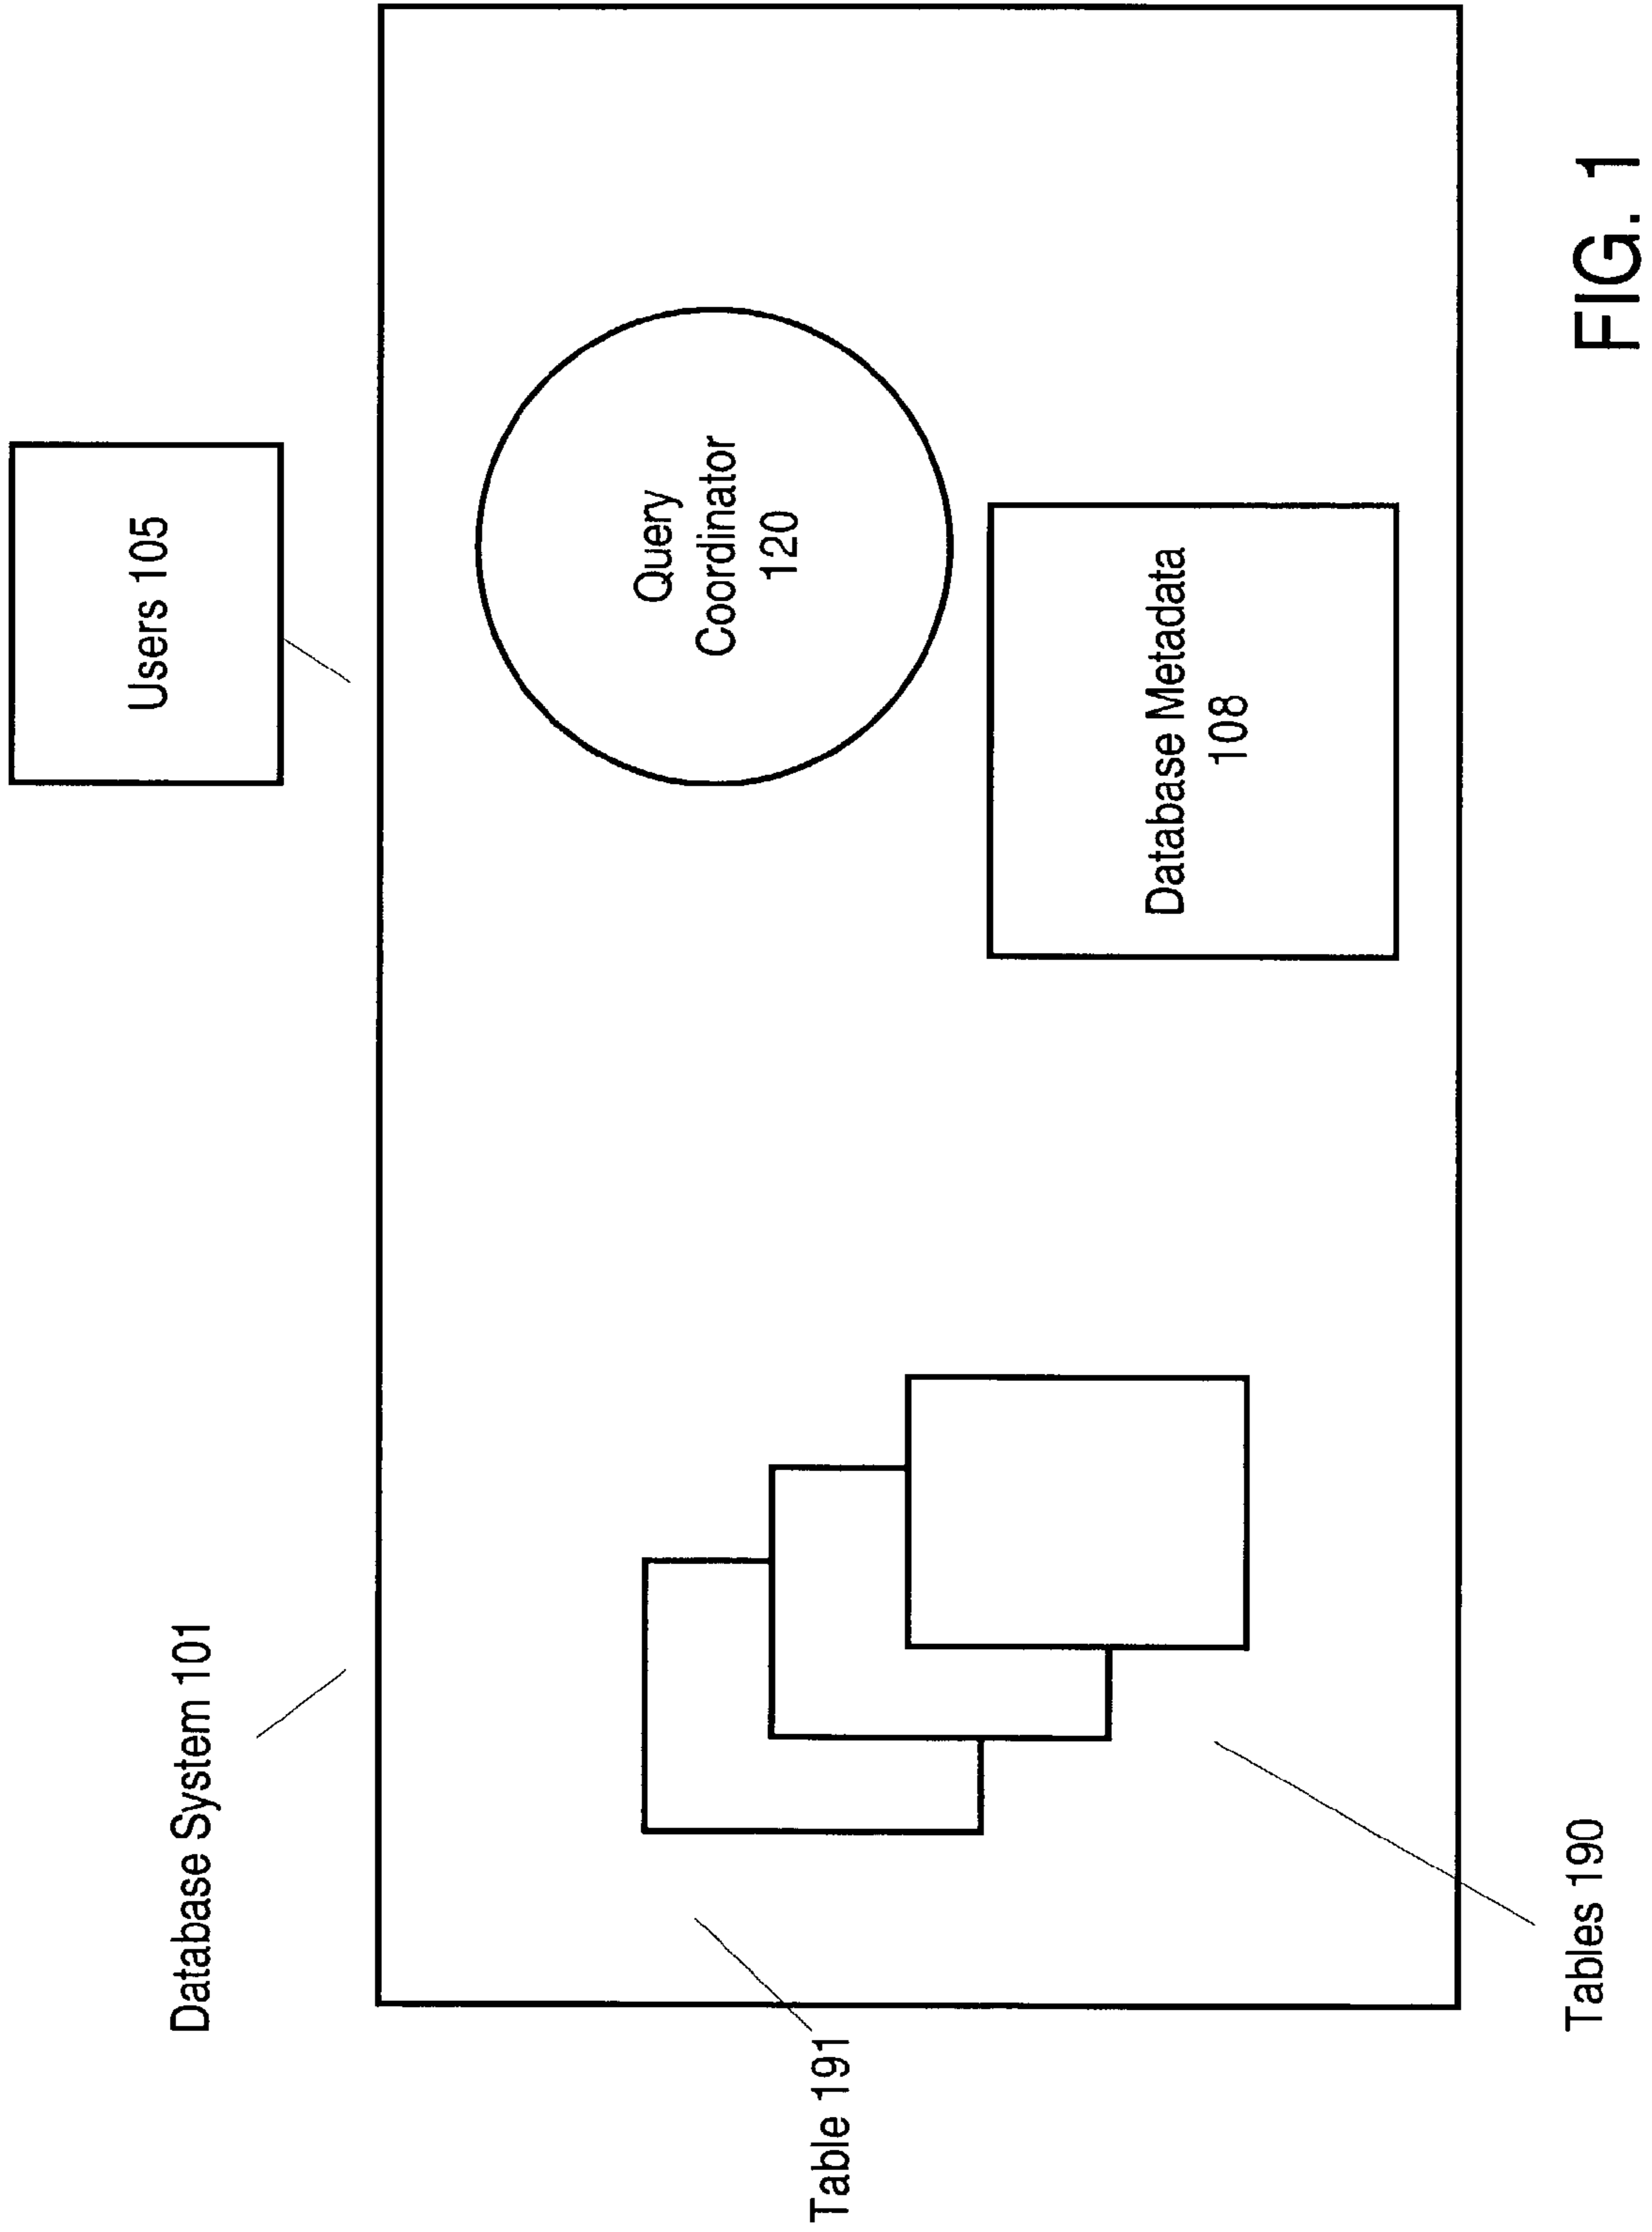 Database System 101
Users 105
Table 191
Query
Coordinator
120
Database Metadata
108
Tables 190
FIG. 1